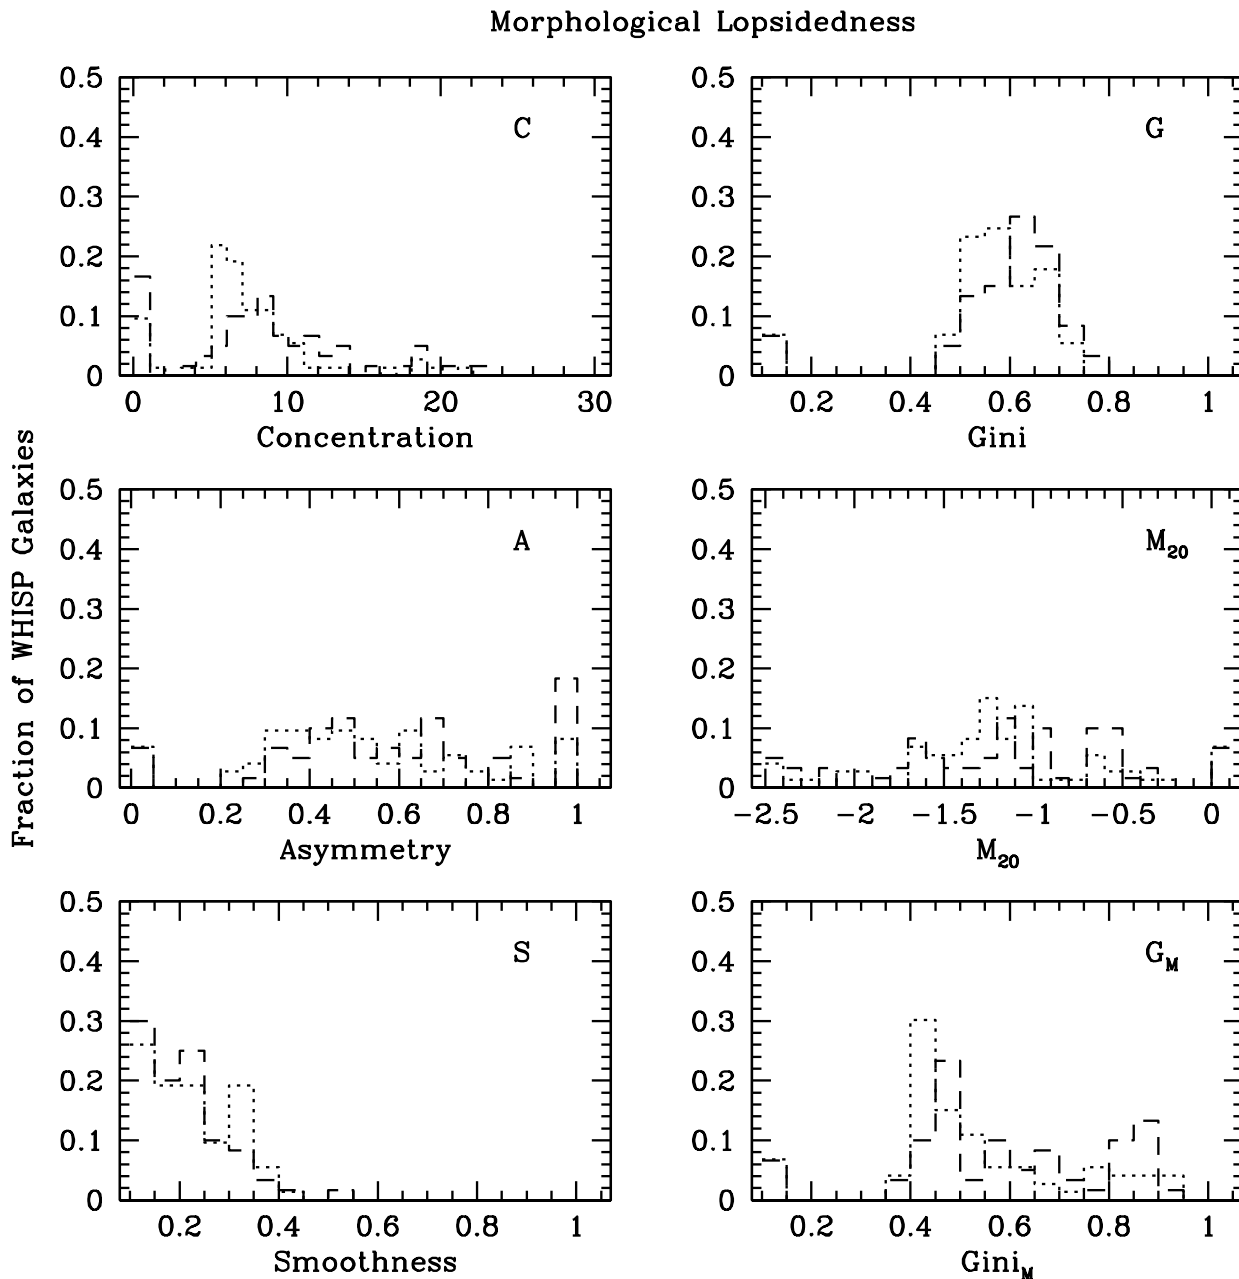 Morphological Lopsidedness
Fraction of WHISP Galaxies
0.5
0.4
0.3
0.2
0.1
0
C
0 10 20 30
Concentration
0.5
0.4
0.3
0.2
0.1
0
G
0.2 0.4 0.6 0.8 1
Gini
0.5
0.4
0.3
0.2
0.1
0
A
0 0.2 0.4 0.6 0.8 1
Asymmetry
0.5
0.4
0.3
0.2
0.1
0
M20
-2.5 -2 -1.5 -1 -0.5 0
M20
0.5
0.4
0.3
0.2
0.1
0
S
0.2 0.4 0.6 0.8 1
Smoothness
0.5
0.4
0.3
0.2
0.1
0
GM
0.2 0.4 0.6 0.8 1
GiniM